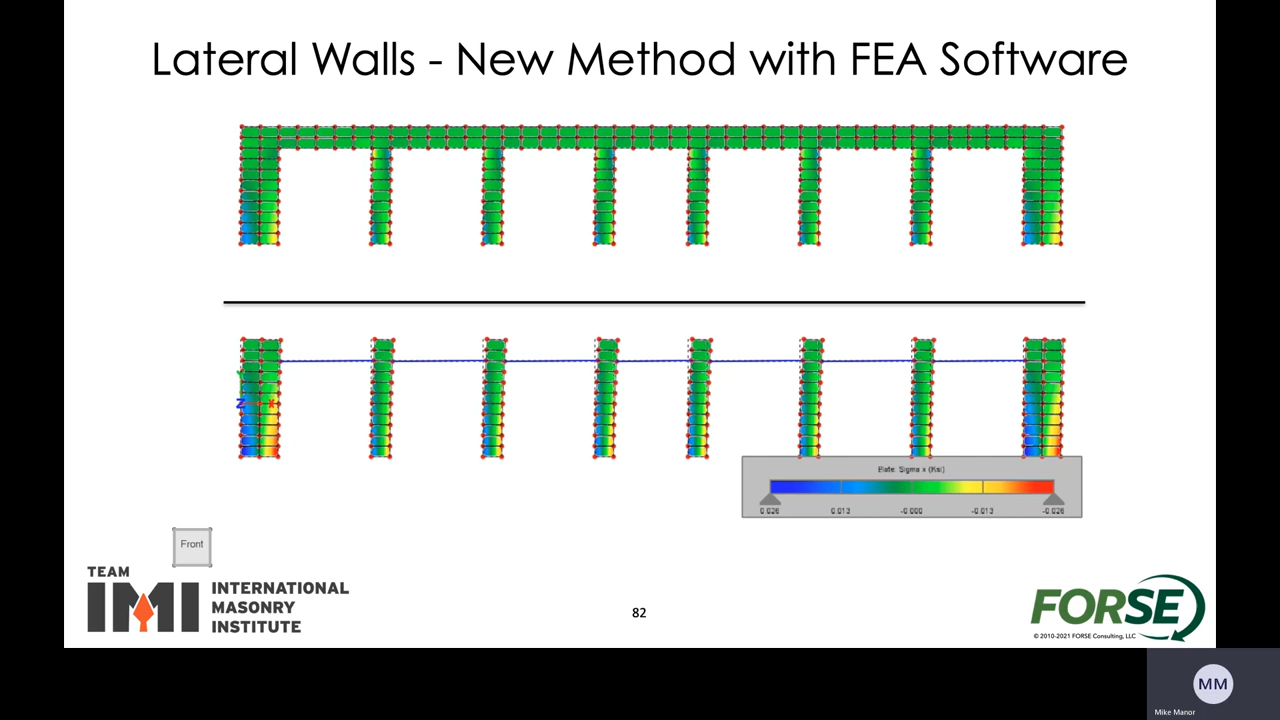 Lateral Walls - New Method with FEA Software
Y
Z
X
Plate: Sigma x (Ksi)
0.026
0.013
-0.000
-0.013
-0.026
Front
TEAM
IMI
INTERNATIONAL
MASONRY
INSTITUTE
82
FORSE
© 2010-2021 FORSE Consulting, LLC
MM
Mike Manor